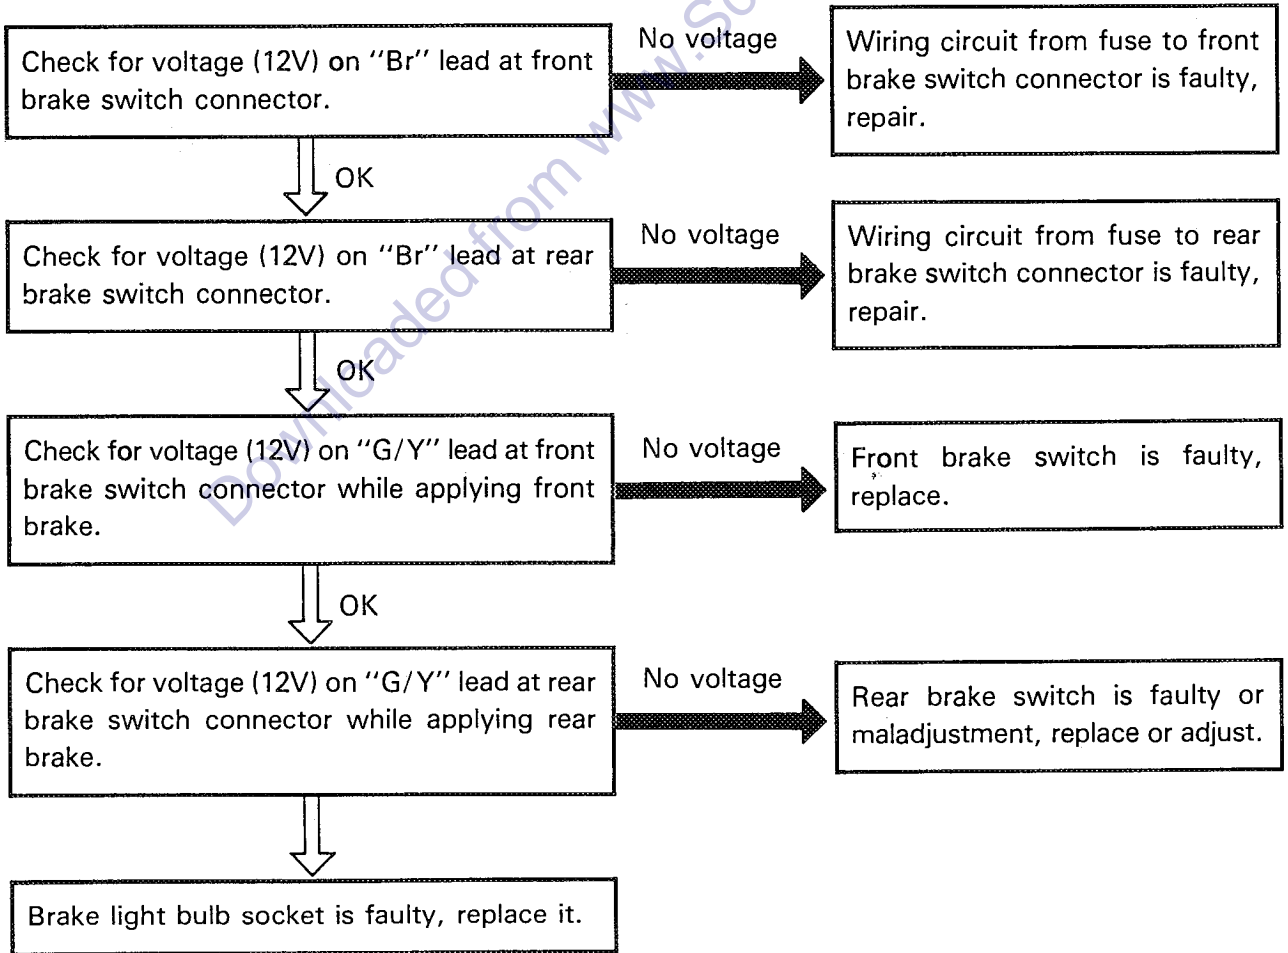 Check for voltage (12V) on "Br" lead at front
brake switch connector.
No voltage
Wiring circuit from fuse to front
brake switch connector is faulty,
repair.
OK
Check for voltage (12V) on "Br" lead at rear
brake switch connector.
No voltage
Wiring circuit from fuse to rear
brake switch connector is faulty,
repair.
OK
Check for voltage (12V) on "G/Y" lead at front
brake switch connector while applying front
brake.
No voltage
Front brake switch is faulty,
replace.
OK
Check for voltage (12V) on "G/Y" lead at rear
brake switch connector while applying rear
brake.
No voltage
Rear brake switch is faulty or
maladjustment, replace or adjust.
Brake light bulb socket is faulty, replace it.
Downloaded from